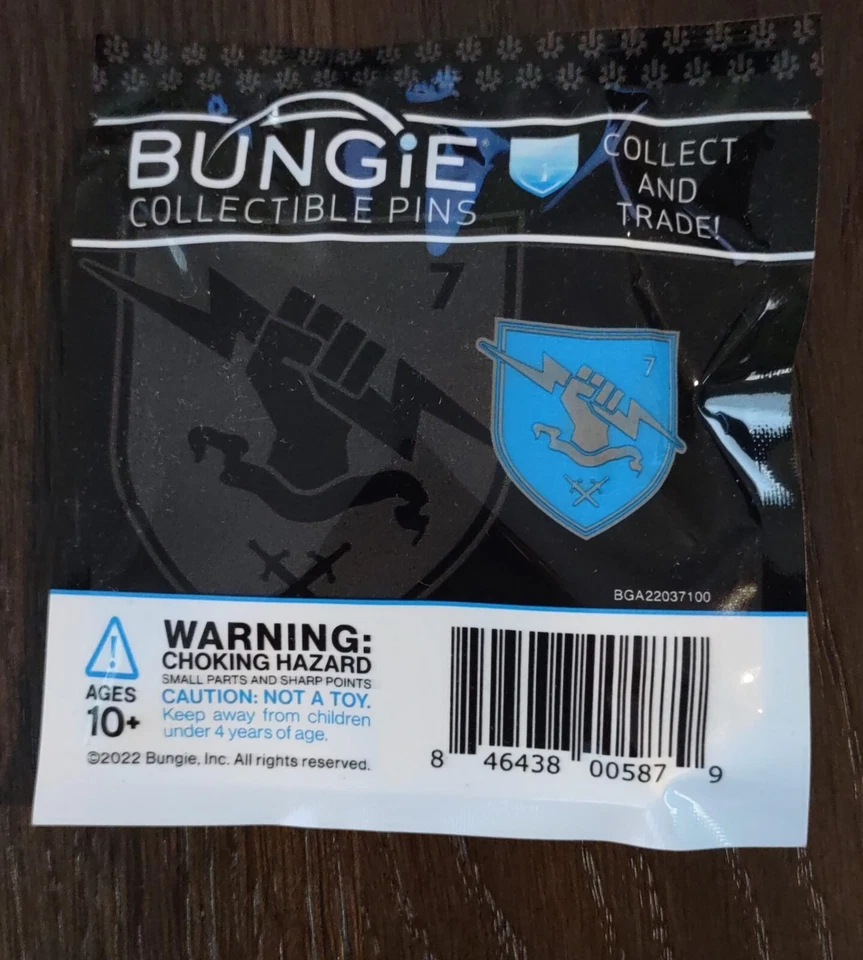 BUNGiE®
COLLECTIBLE PINS
COLLECT
AND
TRADE!
7
7
BGA22037100
!
WARNING:
CHOKING HAZARD
SMALL PARTS AND SHARP POINTS
AGES
10+
CAUTION: NOT A TOY.
Keep away from children
under 4 years of age.
©2022 Bungie, Inc. All rights reserved.
8 46438 00587 9